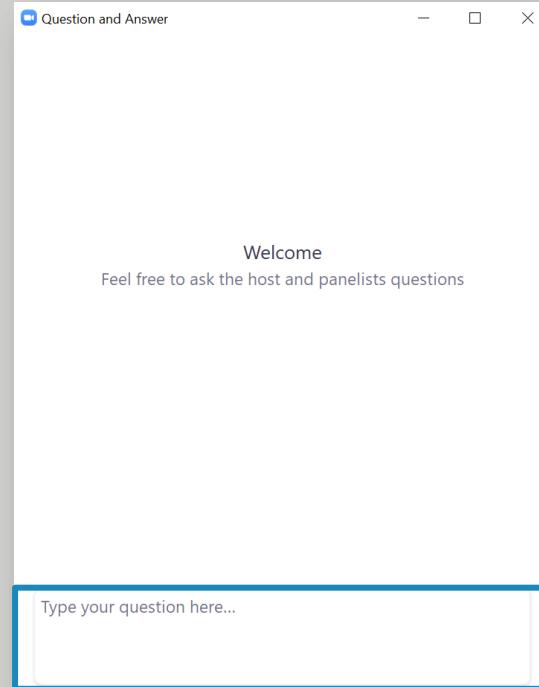 Question and Answer
Welcome
Feel free to ask the host and panelists questions
Type your question here...